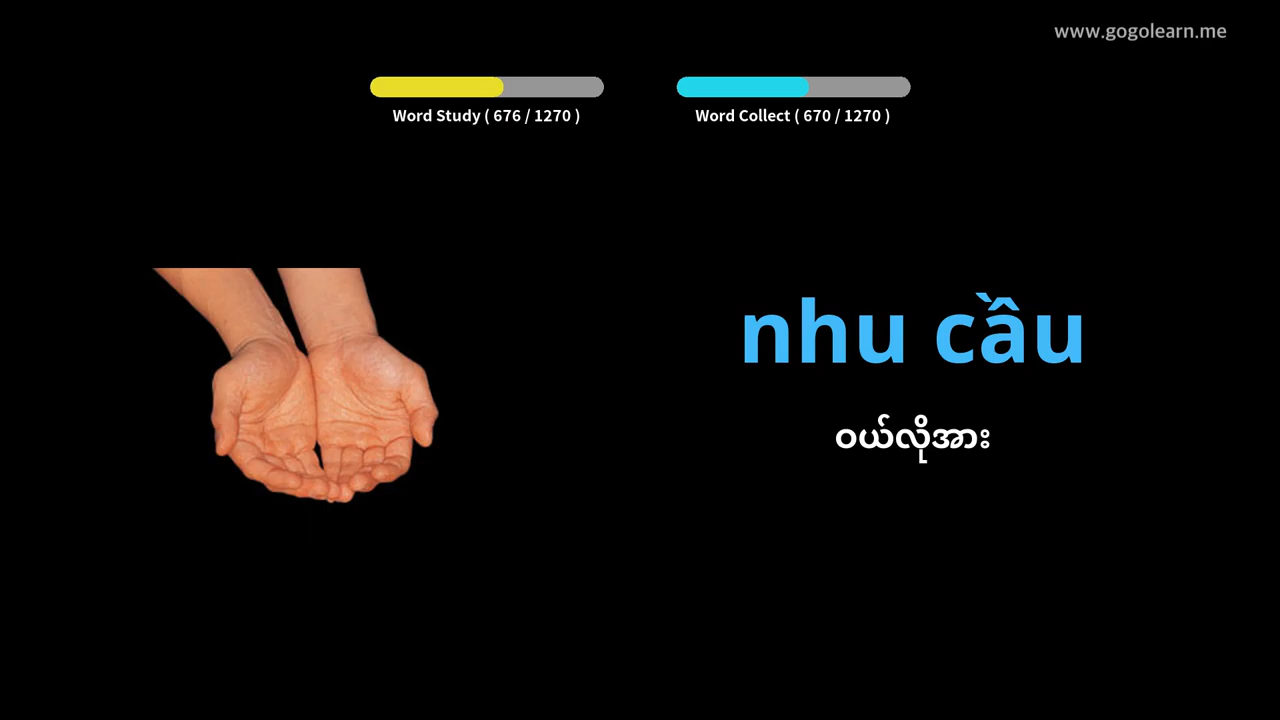 www.gogolearn.me
Word Study ( 676 / 1270 )
Word Collect ( 670 / 1270 )
nhu cầu
ဝယ်လိုအား